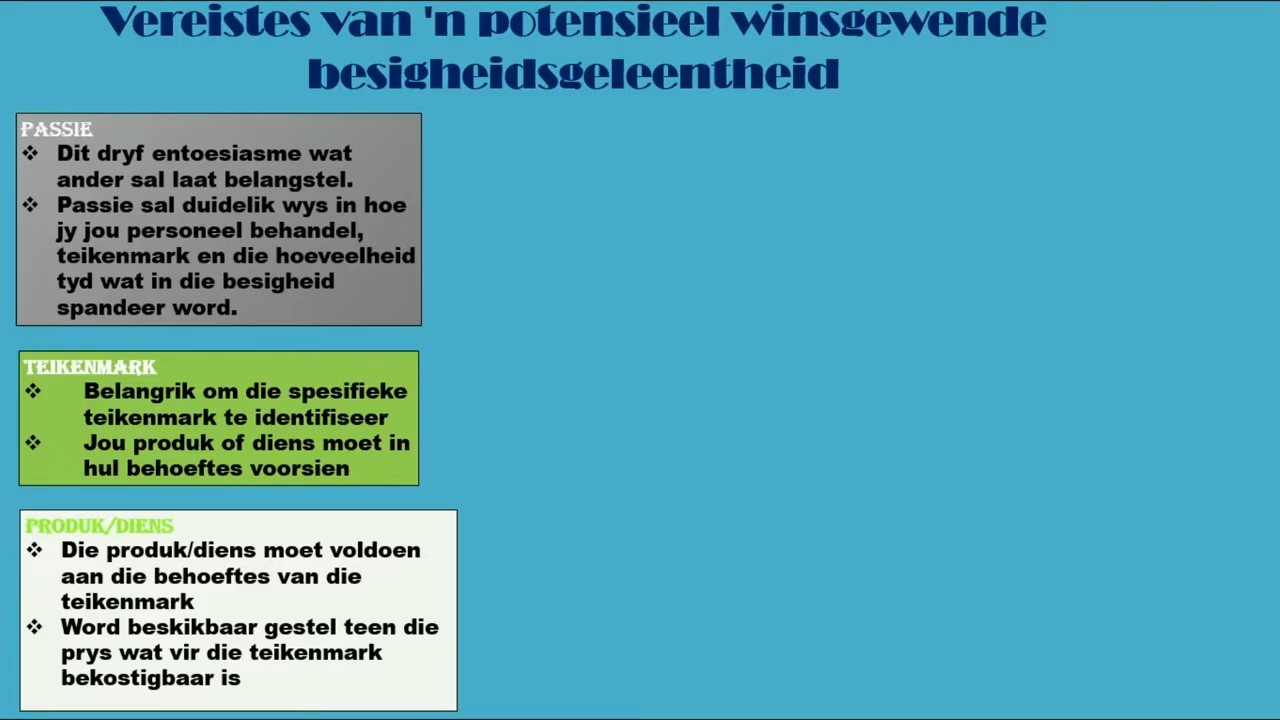 Vereistes van 'n potensieel winsgewende
besigheidsgeleentheid
PASSIE
❖ Dit dryf entoesiasme wat
ander sal laat belangstel.
❖ Passie sal duidelik wys in hoe
jy jou personeel behandel,
teikenmark en die hoeveelheid
tyd wat in die besigheid
spandeer word.
TEIKENMARK
❖ Belangrik om die spesifieke
teikenmark te identifiseer
❖ Jou produk of diens moet in
hul behoeftes voorsien
PRODUK/DIENS
❖ Die produk/diens moet voldoen
aan die behoeftes van die
teikenmark
❖ Word beskikbaar gestel teen die
prys wat vir die teikenmark
bekostigbaar is